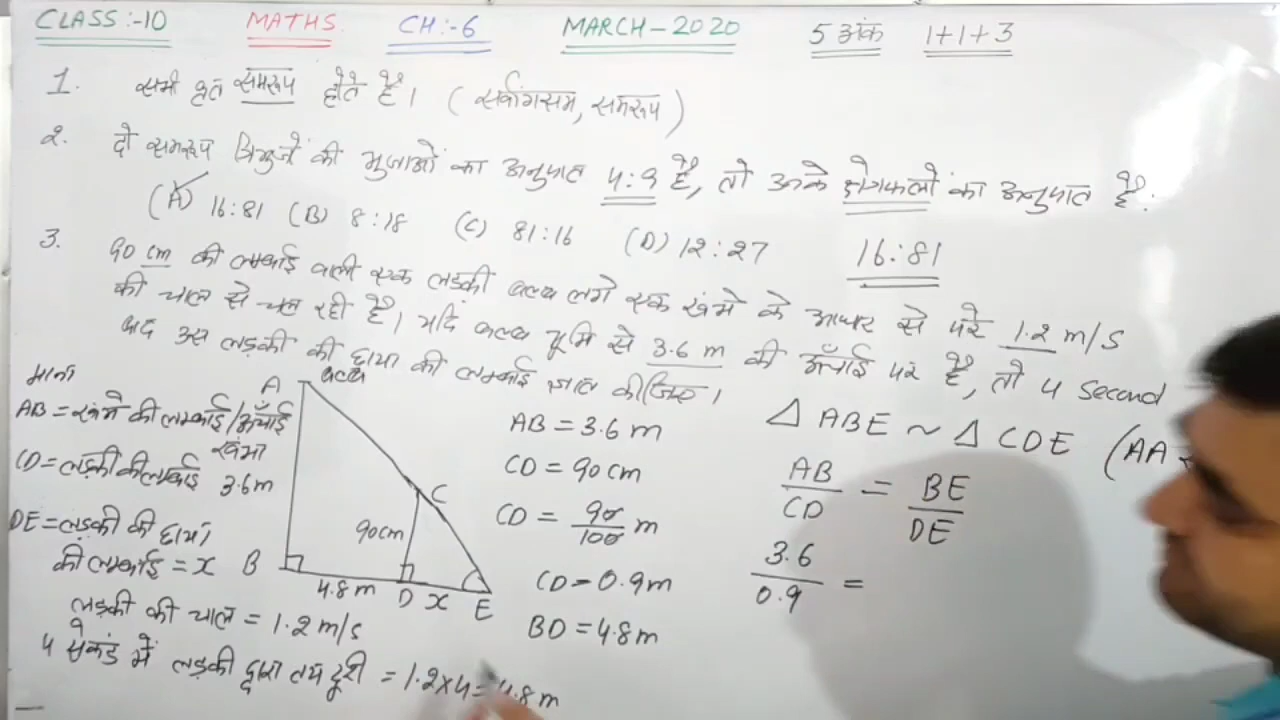 CLASS :- 10 MATHS. CH :- 6 MARCH - 2020 5 अंक 1+1+3
1. सभी वृत समरूप होते हैं। (सर्वांगसम, समरूप)
2. दो समरूप त्रिभुजों की भुजाओं का अनुपात 4:9 है, तो उनके क्षेत्रफलों का अनुपात है:
(A) 16:81 (B) 8:18 (C) 81:16 (D) 12:27 16:81
3. 90 cm की लम्बाई वाली एक लड़की बल्ब लगे एक खंभे के आधार से परे 1.2 m/s
की चाल से चल रही है। यदि बल्ब भूमि से 3.6 m की ऊँचाई पर है, तो 4 second
बाद उस लड़की की छाया की लम्बाई ज्ञात कीजिए।
माना
AB = खंभे की लम्बाई/ऊँचाई
CD = लड़की की लम्बाई
DE = लड़की की छाया
की लम्बाई = x
लड़की की चाल = 1.2 m/s
4 सेकंड में लड़की द्वारा तय दूरी = 1.2 x 4 = 4.8 m
A बल्ब
खंभा
3.6 m
C
90cm
B 4.8 m D x E
AB = 3.6 m
CD = 90 cm
CD = 90/100 m
CD = 0.9 m
BD = 4.8 m
△ ABE ~ △ CDE (AA
AB/CD = BE/DE
3.6/0.9 =